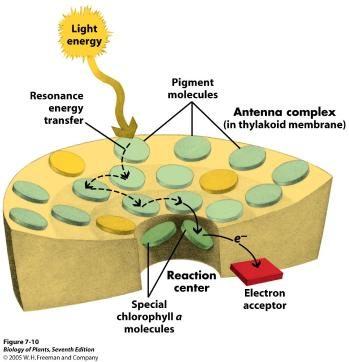 Light
energy
Pigment
molecules
Resonance
energy
transfer
Antenna complex
(in thylakoid membrane)
e⁻
Reaction
center
Special
chlorophyll a
molecules
Electron
acceptor
Figure 7-10
Biology of Plants, Seventh Edition
© 2005 W. H. Freeman and Company